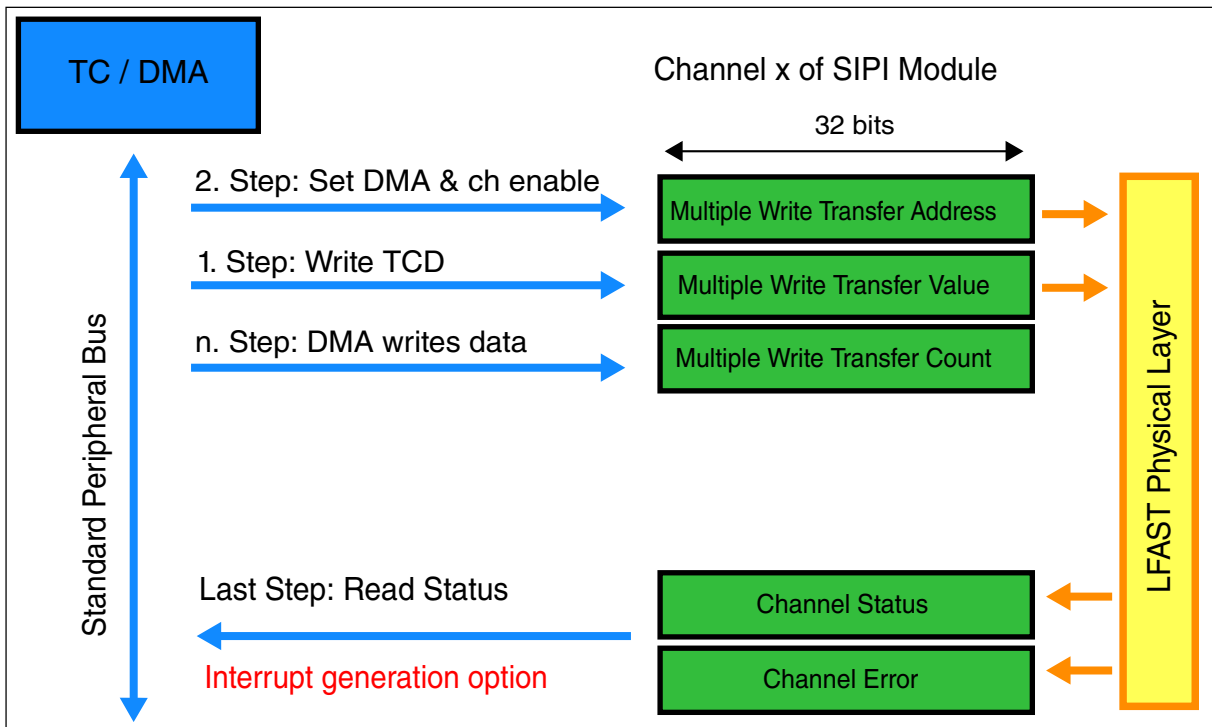 TC / DMA
Channel x of SIPI Module
32 bits
2. Step: Set DMA & ch enable
Multiple Write Transfer Address
1. Step: Write TCD
Multiple Write Transfer Value
n. Step: DMA writes data
Multiple Write Transfer Count
Standard Peripheral Bus
LFAST Physical Layer
Last Step: Read Status
Channel Status
Interrupt generation option
Channel Error